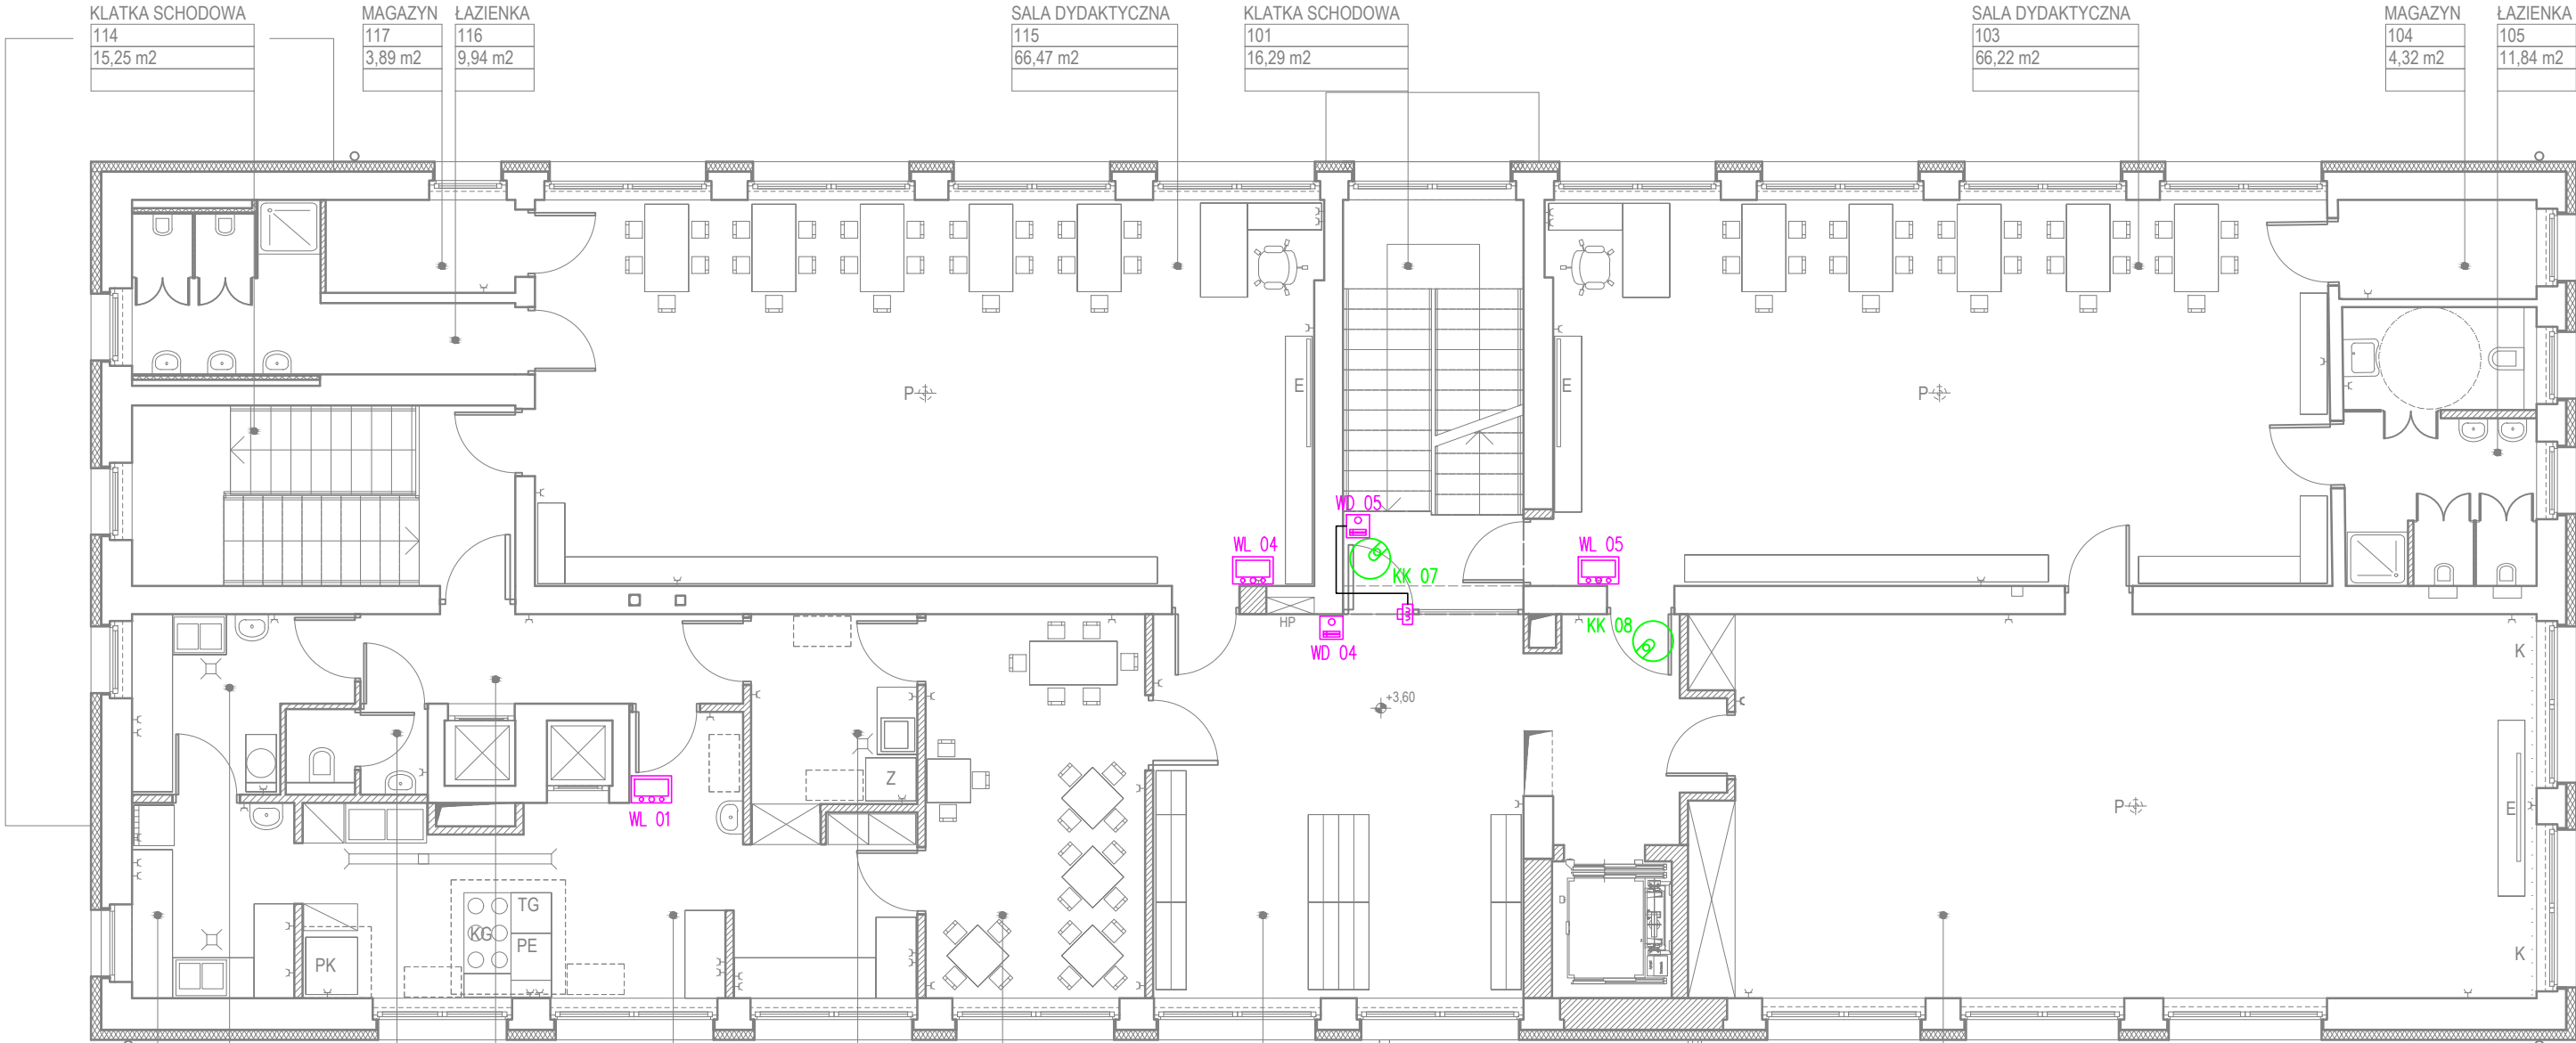 KLATKA SCHODOWA
114
15,25 m2
MAGAZYN
117
3,89 m2
ŁAZIENKA
116
9,94 m2
SALA DYDAKTYCZNA
115
66,47 m2
KLATKA SCHODOWA
101
16,29 m2
SALA DYDAKTYCZNA
103
66,22 m2
MAGAZYN
104
4,32 m2
ŁAZIENKA
105
11,84 m2
P
E
E
P
WD 05
WL 04
KK 07
WL 05
HP
WD 04
KK 08
K
+3,60
Z
WL 01
P
E
TG
KG
PE
PK
K